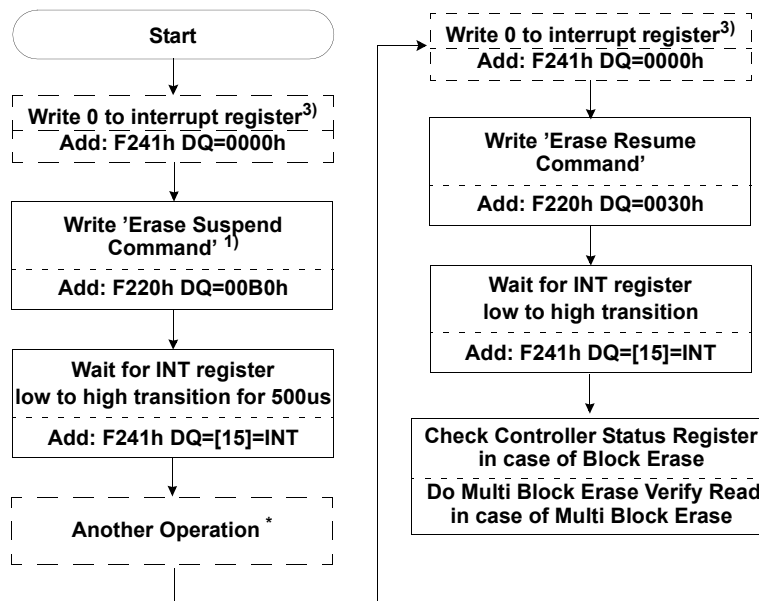 Start
Write 0 to interrupt register3)
Add: F241h DQ=0000h
Write ’Erase Suspend
Command’ 1)
Add: F220h DQ=00B0h
Wait for INT register
low to high transition for 500us
Add: F241h DQ=[15]=INT
Another Operation *
Write 0 to interrupt register3)
Add: F241h DQ=0000h
Write ’Erase Resume
Command’
Add: F220h DQ=0030h
Wait for INT register
low to high transition
Add: F241h DQ=[15]=INT
Check Controller Status Register
in case of Block Erase
Do Multi Block Erase Verify Read
in case of Multi Block Erase